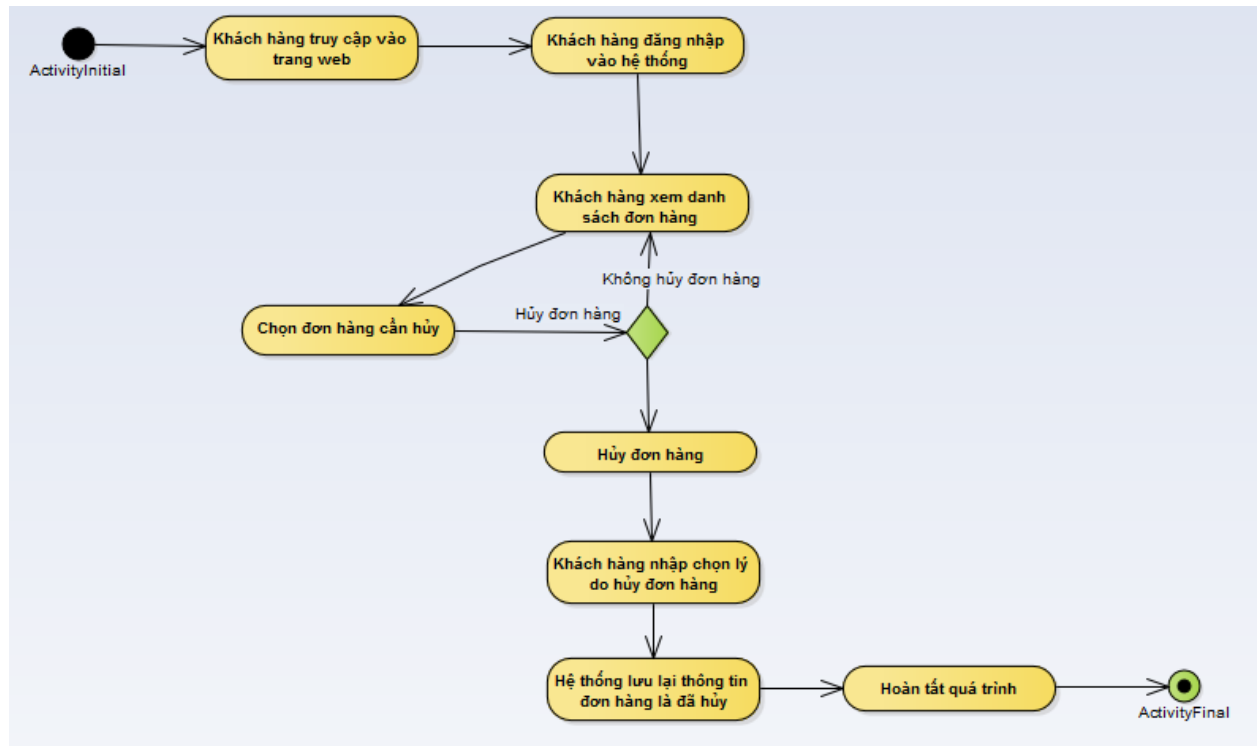 Khách hàng truy cập vào
trang web
Khách hàng đăng nhập
vào hệ thống
ActivityInitial
Khách hàng xem danh
sách đơn hàng
Không hủy đơn hàng
Hủy đơn hàng
Chọn đơn hàng cần hủy
Hủy đơn hàng
Khách hàng nhập chọn lý
do hủy đơn hàng
Hệ thống lưu lại thông tin
đơn hàng là đã hủy
Hoàn tất quá trình
ActivityFinal